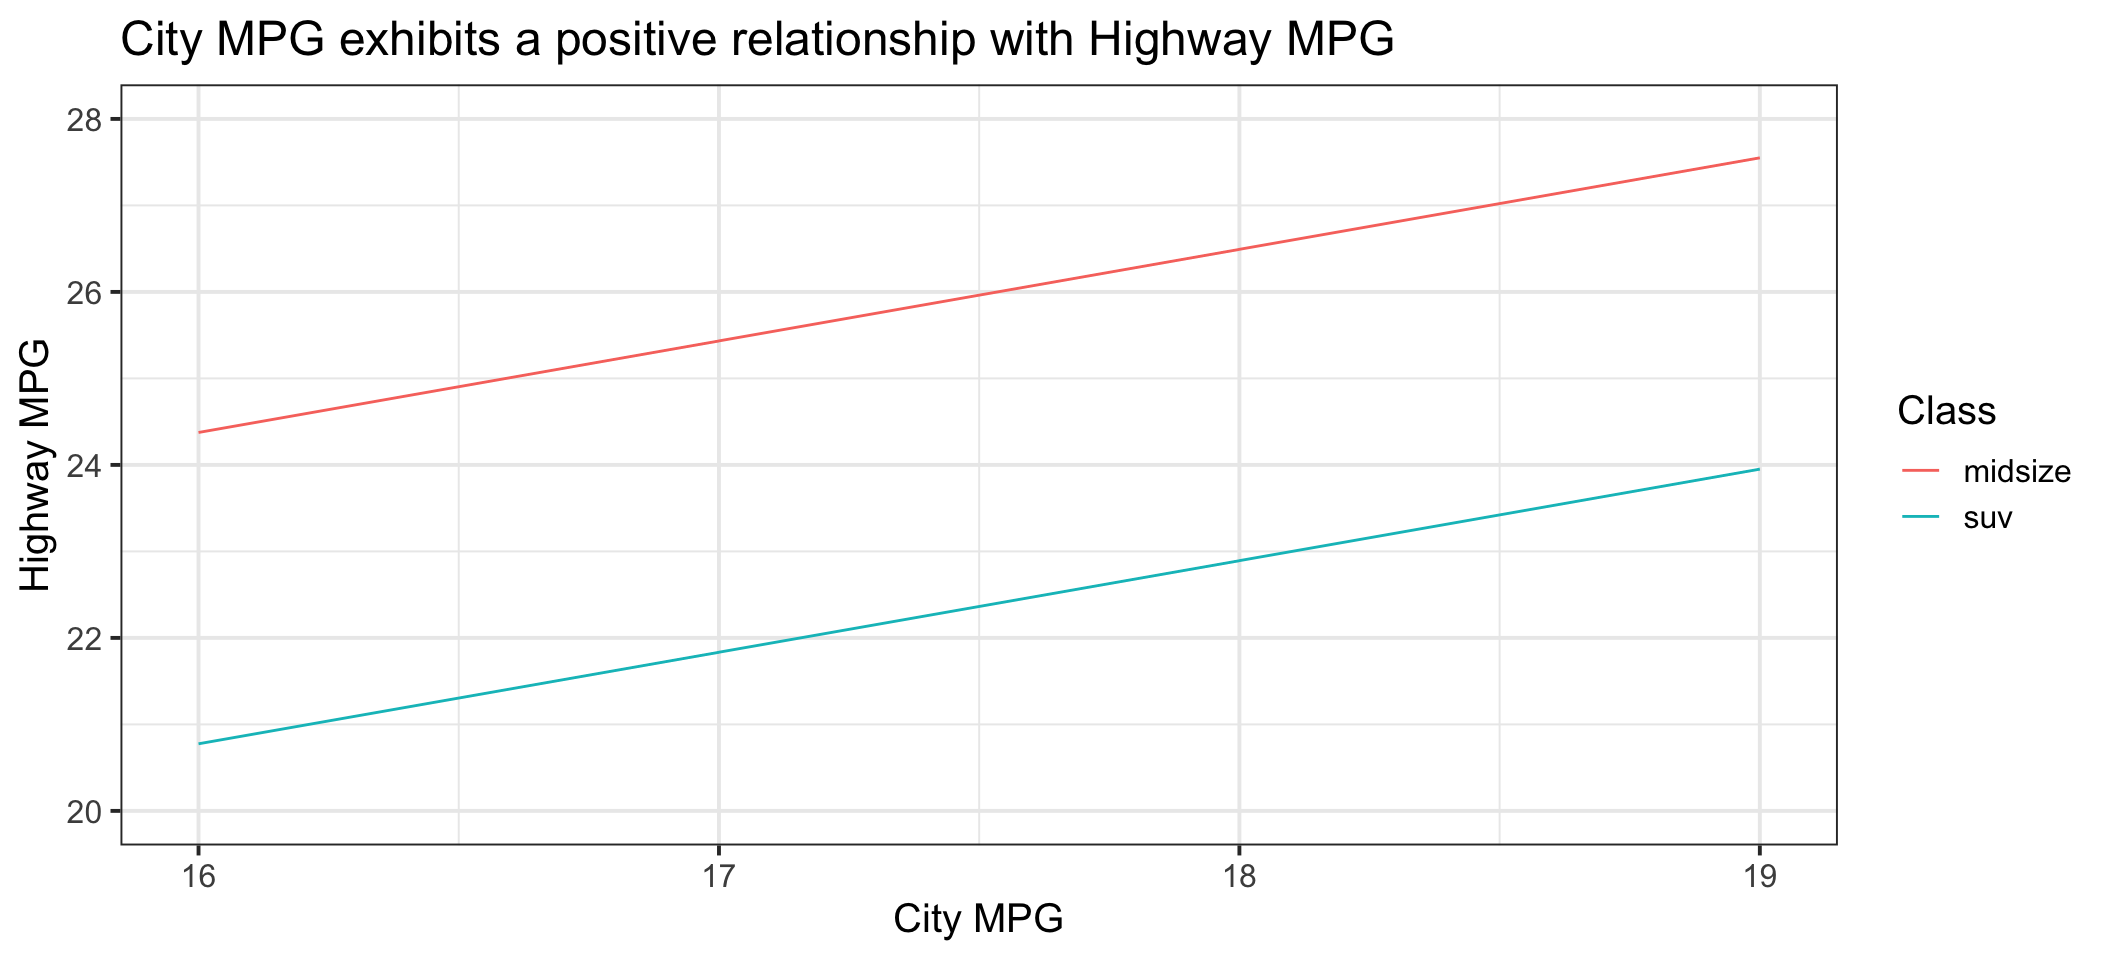 City MPG exhibits a positive relationship with Highway MPG
28
26
24
22
20
Highway MPG
16 17 18 19
City MPG
Class
midsize
suv